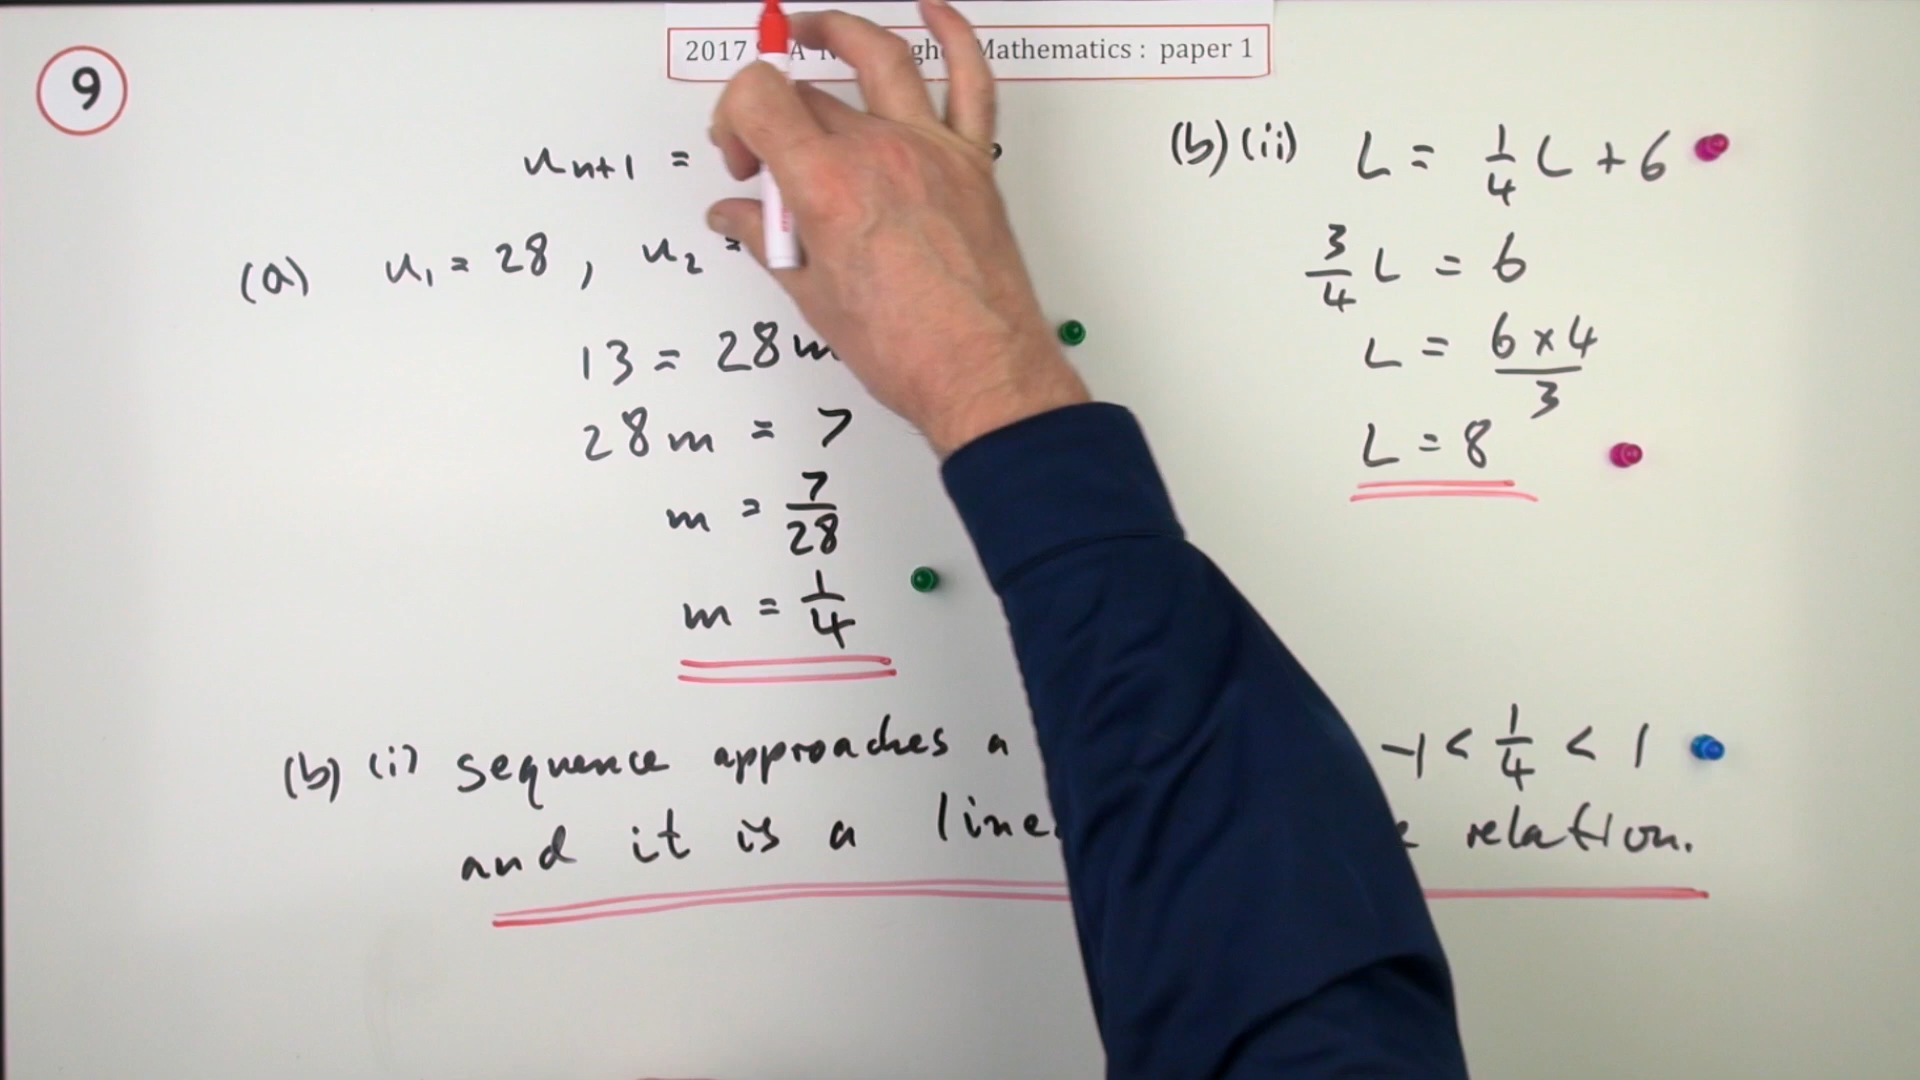 2017 Mathematics : paper 1
9
u n+1 =
(a) u₁ = 28 , u₂ =
13 = 28m
28m = 7
m = 7/28
m = 1/4
(b) (i) sequence approaches a -1 < 1/4 < 1
and it is a relation.
(b) (ii) L = 1/4 L + 6
3/4 L = 6
L = 6 × 4 / 3
L = 8